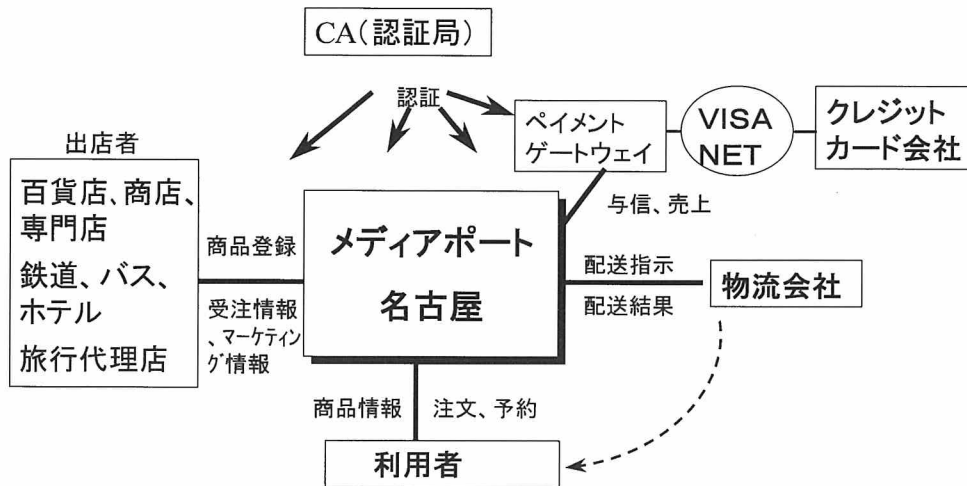 CA(認証局)
認証
ペイメント
ゲートウェイ
VISA
NET
クレジット
カード会社
出店者
百貨店、商店、
専門店
鉄道、バス、
ホテル
旅行代理店
商品登録
受注情報
、マーケティン
グ情報
メディアポート
名古屋
与信、売上
配送指示
配送結果
物流会社
商品情報
注文、予約
利用者